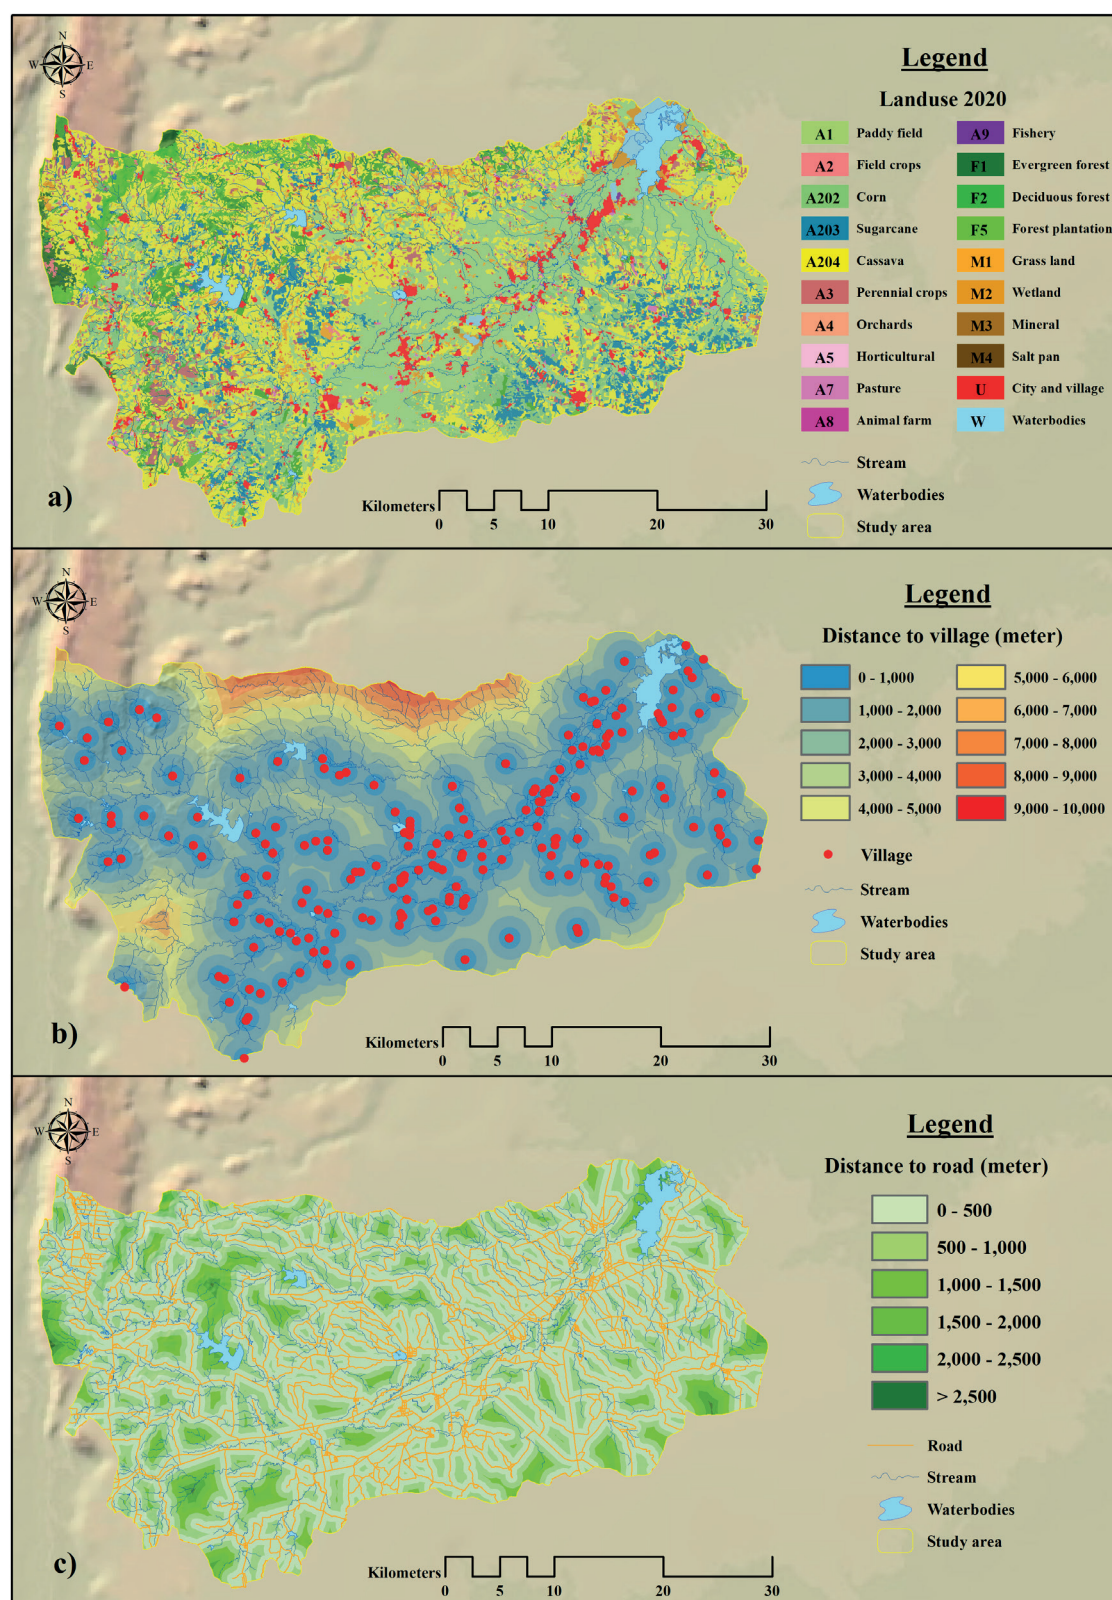 N
W E
S
Legend
Landuse 2020
A1 Paddy field
A2 Field crops
A202 Corn
A203 Sugarcane
A204 Cassava
A3 Perennial crops
A4 Orchards
A5 Horticultural
A7 Pasture
A8 Animal farm
A9 Fishery
F1 Evergreen forest
F2 Deciduous forest
F5 Forest plantation
M1 Grass land
M2 Wetland
M3 Mineral
M4 Salt pan
U City and village
W Waterbodies
Stream
Waterbodies
Study area
a)
Kilometers
0 5 10 20 30
N
W E
S
Legend
Distance to village (meter)
0 - 1,000
1,000 - 2,000
2,000 - 3,000
3,000 - 4,000
4,000 - 5,000
5,000 - 6,000
6,000 - 7,000
7,000 - 8,000
8,000 - 9,000
9,000 - 10,000
Village
Stream
Waterbodies
Study area
b)
Kilometers
0 5 10 20 30
N
W E
S
Legend
Distance to road (meter)
0 - 500
500 - 1,000
1,000 - 1,500
1,500 - 2,000
2,000 - 2,500
> 2,500
Road
Stream
Waterbodies
Study area
c)
Kilometers
0 5 10 20 30